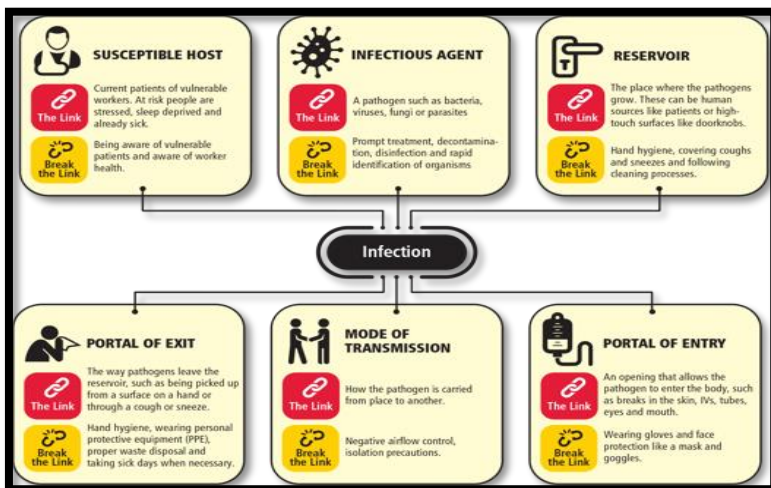 SUSCEPTIBLE HOST
The Link
Current patients of vulnerable
workers. At risk people are
stressed, sleep deprived and
already sick.
Break
the Link
Being aware of vulnerable
patients and aware of worker
health.
INFECTIOUS AGENT
The Link
A pathogen such as bacteria,
viruses, fungi or parasites
Break
the Link
Prompt treatment, decontamina-
tion, disinfection and rapid
identification of organisms
RESERVOIR
The Link
The place where the pathogens
grow. These can be human
sources like patients or high-
touch surfaces like doorknobs.
Break
the Link
Hand hygiene, covering coughs
and sneezes and following
cleaning processes.
Infection
PORTAL OF EXIT
The Link
The way pathogens leave the
reservoir, such as being picked up
from a surface on a hand or
through a cough or sneeze.
Break
the Link
Hand hygiene, wearing personal
protective equipment (PPE),
proper waste disposal and
taking sick days when necessary.
MODE OF
TRANSMISSION
The Link
How the pathogen is carried
from place to another.
Break
the Link
Negative airflow control,
isolation precautions.
PORTAL OF ENTRY
The Link
An opening that allows the
pathogen to enter the body, such
as breaks in the skin, IVs, tubes,
eyes and mouth.
Break
the Link
Wearing gloves and face
protection like a mask and
goggles.